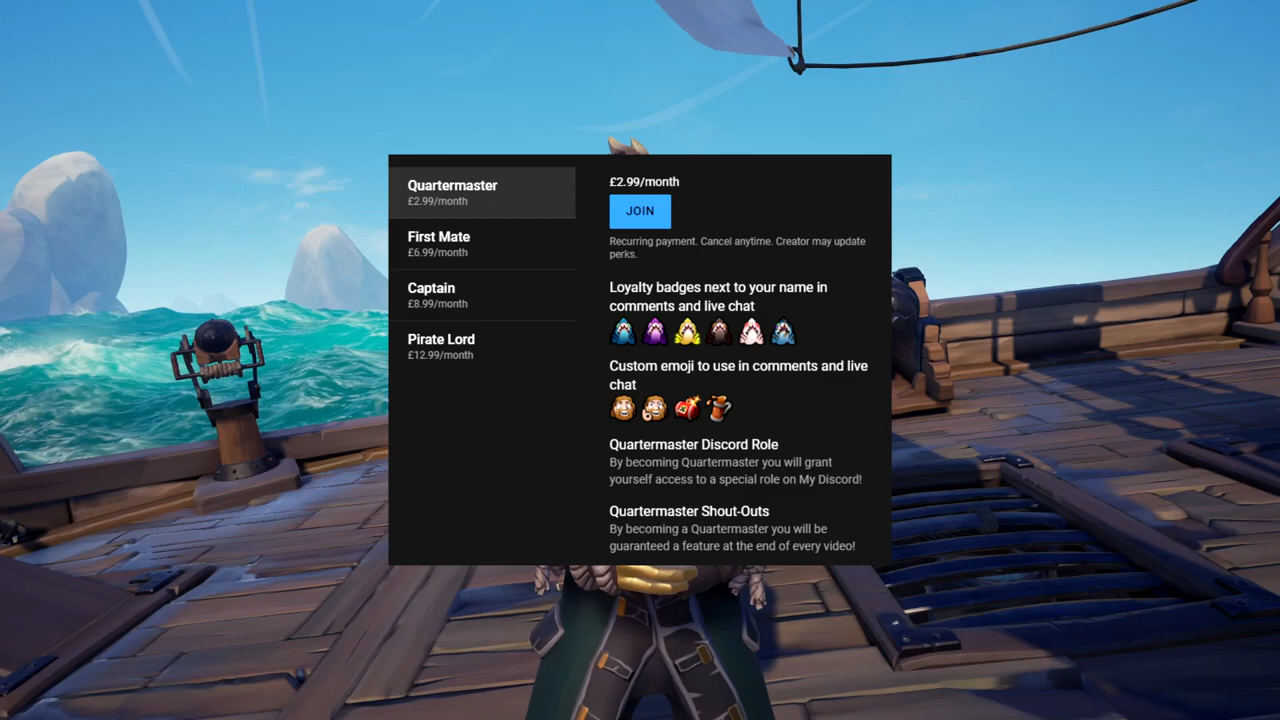 Quartermaster
£2.99/month
First Mate
£6.99/month
Captain
£8.99/month
Pirate Lord
£12.99/month
£2.99/month
JOIN
Recurring payment. Cancel anytime. Creator may update
perks.
Loyalty badges next to your name in
comments and live chat
Custom emoji to use in comments and live
chat
Quartermaster Discord Role
By becoming Quartermaster you will grant
yourself access to a special role on My Discord!
Quartermaster Shout-Outs
By becoming a Quartermaster you will be
guaranteed a feature at the end of every video!